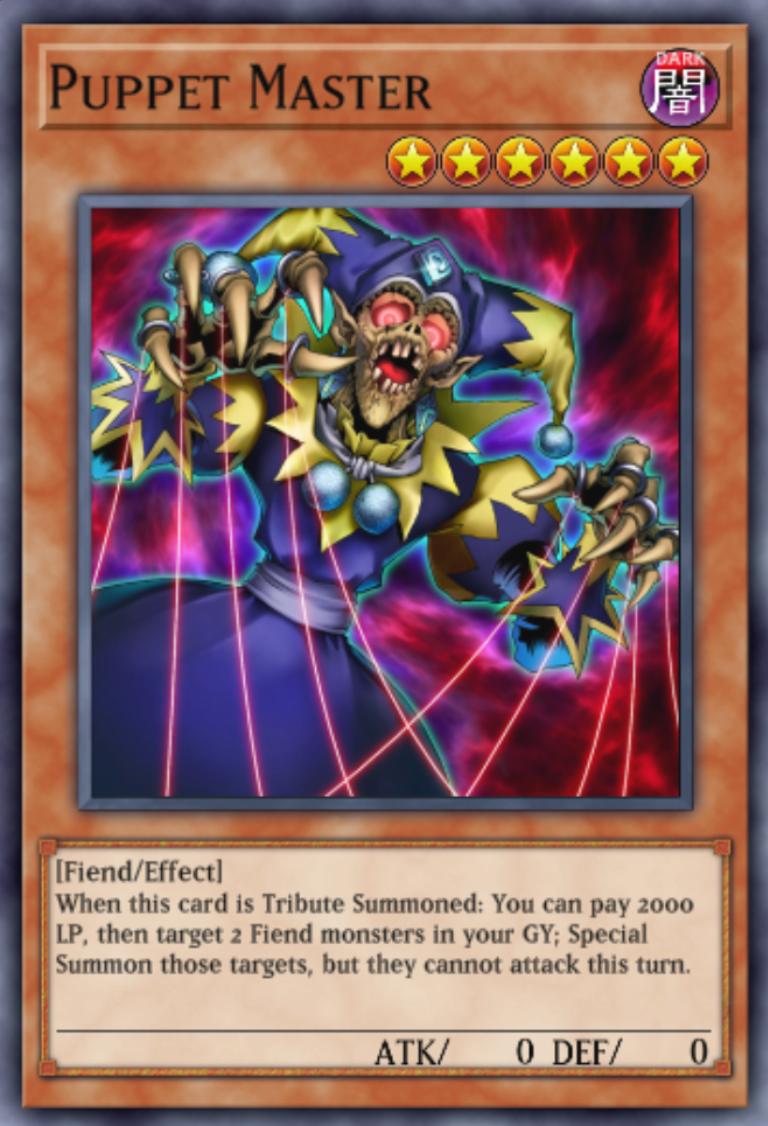 Puppet Master
DARK
闇
[Fiend/Effect]
When this card is Tribute Summoned: You can pay 2000
LP, then target 2 Fiend monsters in your GY; Special
Summon those targets, but they cannot attack this turn.
ATK/ 0 DEF/ 0